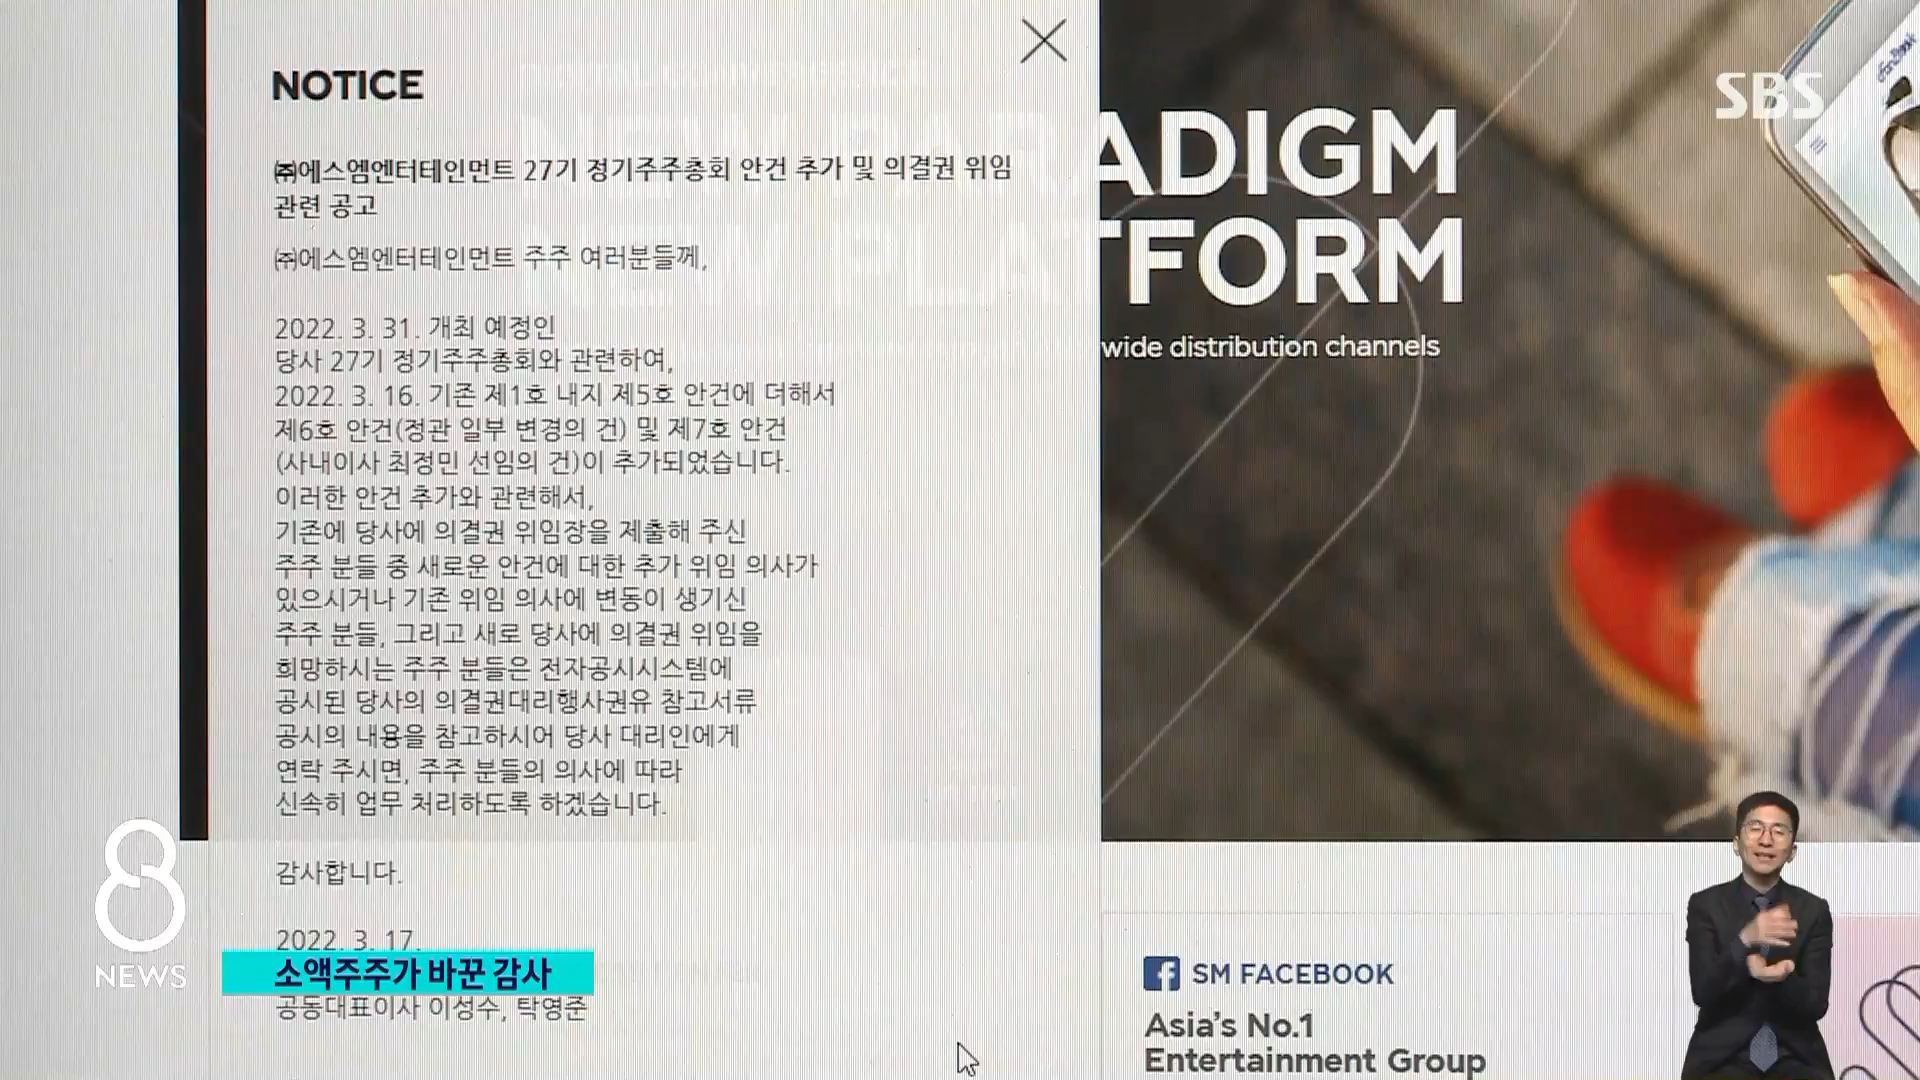 NOTICE
㈜에스엠엔터테인먼트 27기 정기주주총회 안건 추가 및 의결권 위임
관련 공고
㈜에스엠엔터테인먼트 주주 여러분들께,
2022. 3. 31. 개최 예정인
당사 27기 정기주주총회와 관련하여,
2022. 3. 16. 기존 제1호 내지 제5호 안건에 더해서
제6호 안건(정관 일부 변경의 건) 및 제7호 안건
(사내이사 최정민 선임의 건)이 추가되었습니다.
이러한 안건 추가와 관련해서,
기존에 당사에 의결권 위임장을 제출해 주신
주주 분들 중 새로운 안건에 대한 추가 위임 의사가
있으시거나 기존 위임 의사에 변동이 생기신
주주 분들, 그리고 새로 당사에 의결권 위임을
희망하시는 주주 분들은 전자공시시스템에
공시된 당사의 의결권대리행사권유 참고서류
공시의 내용을 참고하시어 당사 대리인에게
연락 주시면, 주주 분들의 의사에 따라
신속히 업무 처리하도록 하겠습니다.
감사합니다.
2022. 3. 17.
공동대표이사 이성수, 탁영준
8
NEWS
소액주주가 바꾼 감사
ADIGM
TFORM
wide distribution channels
SBS
SM FACEBOOK
Asia's No.1
Entertainment Group